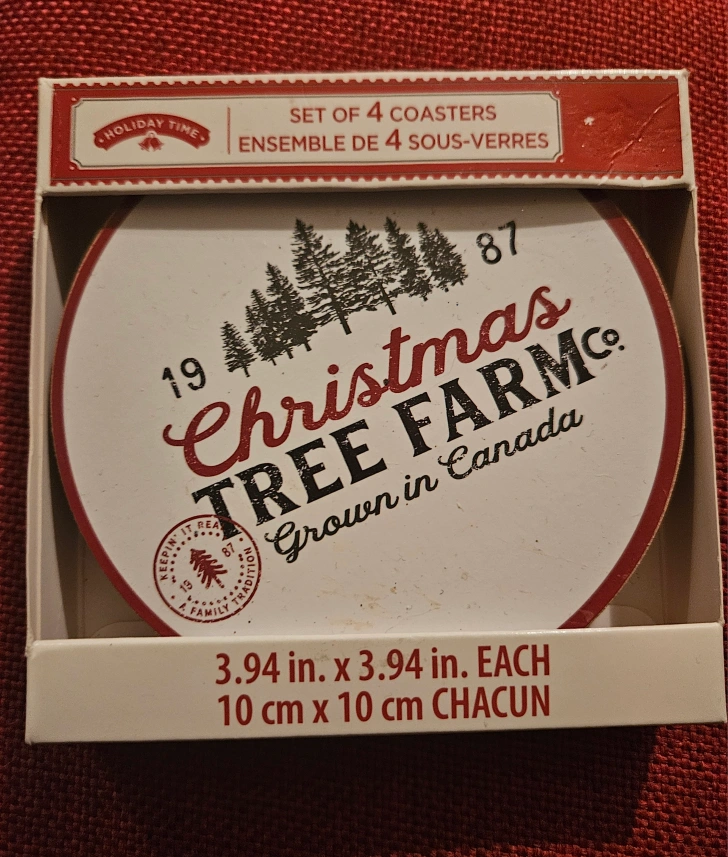 HOLIDAY TIME
SET OF 4 COASTERS
ENSEMBLE DE 4 SOUS-VERRES
19 87
Christmas
TREE FARM Co.
Grown in Canada
KEEPIN' IT REAL
19 87
A FAMILY TRADITION
3.94 in. x 3.94 in. EACH
10 cm x 10 cm CHACUN